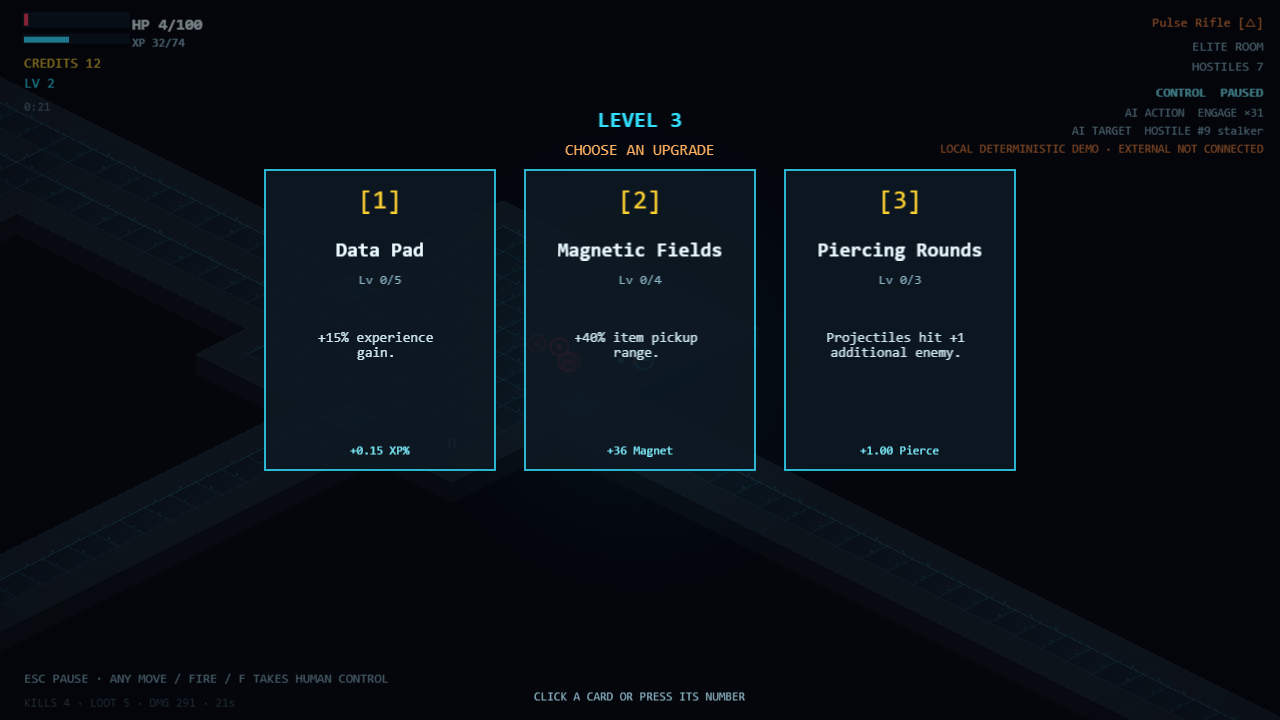 HP 4/100
XP 32/74
CREDITS 12
LV 2
0:21
Pulse Rifle [△]
ELITE ROOM
HOSTILES 7
CONTROL PAUSED
AI ACTION ENGAGE ×31
AI TARGET HOSTILE #9 stalker
LOCAL DETERMINISTIC DEMO · EXTERNAL NOT CONNECTED
LEVEL 3
CHOOSE AN UPGRADE
[1]
Data Pad
Lv 0/5
+15% experience
gain.
+0.15 XP%
[2]
Magnetic Fields
Lv 0/4
+40% item pickup
range.
+36 Magnet
[3]
Piercing Rounds
Lv 0/3
Projectiles hit +1
additional enemy.
+1.00 Pierce
ESC PAUSE · ANY MOVE / FIRE / F TAKES HUMAN CONTROL
KILLS 4 · LOOT 5 · DMG 291 · 21s
CLICK A CARD OR PRESS ITS NUMBER